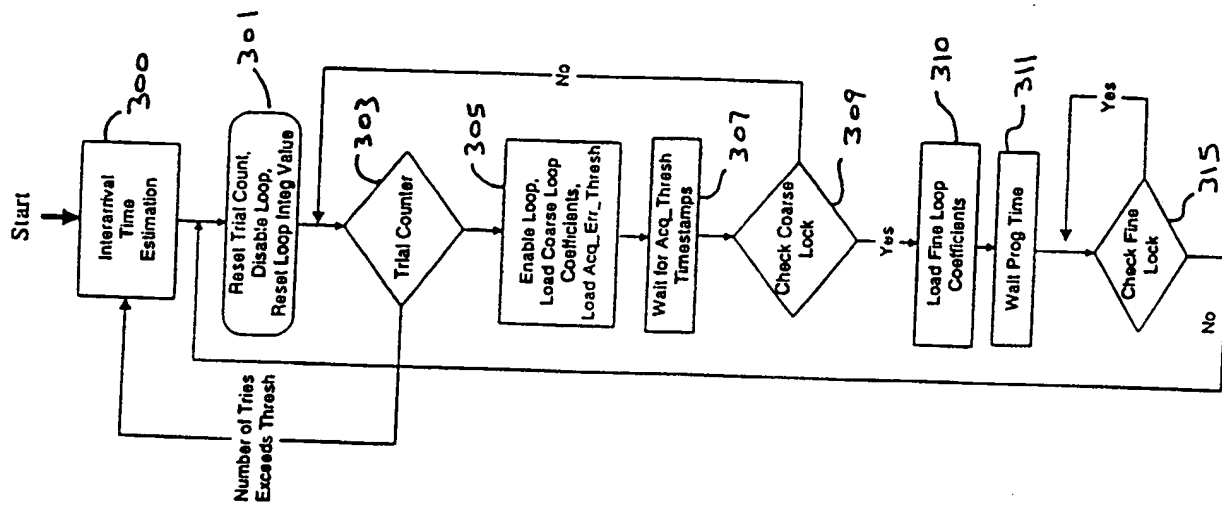 Start
300
Interarrival
Time
Estimation
301
Reset Trial Count,
Disable Loop,
Reset Loop Integ Value
Number of Tries
Exceeds Thresh
No
303
Trial Counter
305
Enable Loop,
Load Coarse Loop
Coefficients,
Load Acq_Err_Thresh
307
Wait for Acq_Thresh
Timestamps
309
Check Coarse
Lock
Yes
310
Load Fine Loop
Coefficients
311
Wait Prog Time
Yes
315
Check Fine
Lock
No